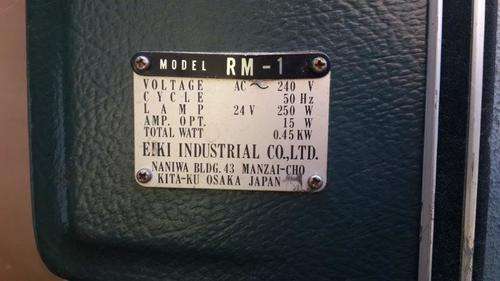 MODEL RM-1
VOLTAGE AC ~ 240 V
CYCLE 50 Hz
LAMP 24 V 250 W
AMP. OPT. 15 W
TOTAL WATT 0.45 KW
EIKI INDUSTRIAL CO.,LTD.
NANIWA BLDG. 43 MANZAI-CHO
KITA-KU OSAKA JAPAN